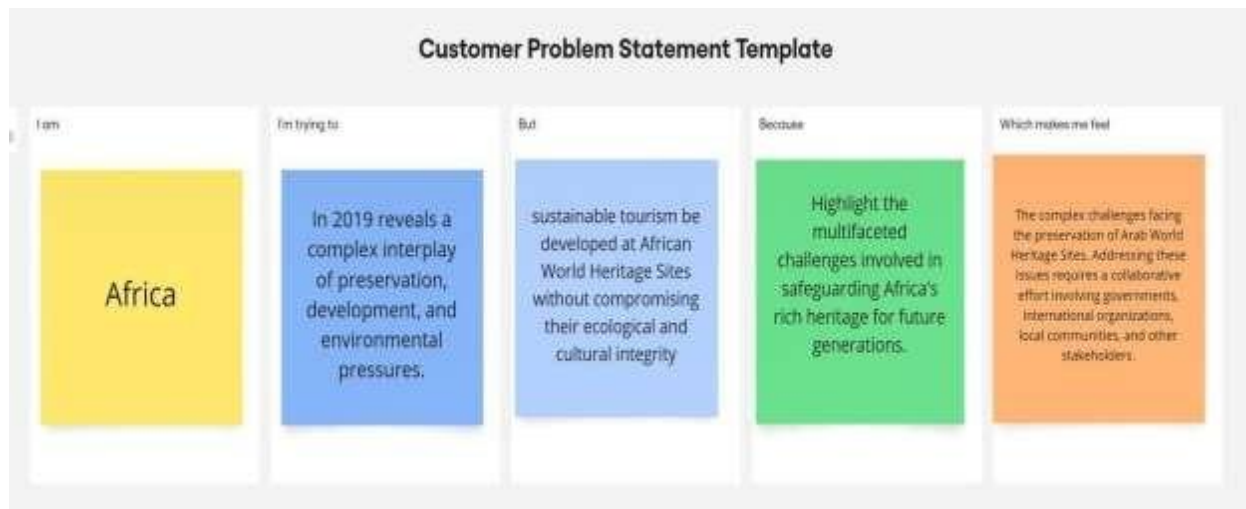 Customer Problem Statement Template
I am
Africa
I'm trying to
In 2019 reveals a
complex interplay
of preservation,
development, and
environmental
pressures.
But
sustainable tourism be
developed at African
World Heritage Sites
without compromising
their ecological and
cultural integrity
Because
Highlight the
multifaceted
challenges involved in
safeguarding Africa's
rich heritage for future
generations.
Which makes me feel
The complex challenges facing
the preservation of Arab World
Heritage Sites. Addressing these
issues requires a collaborative
effort involving governments,
international organizations,
local communities, and other
stakeholders.